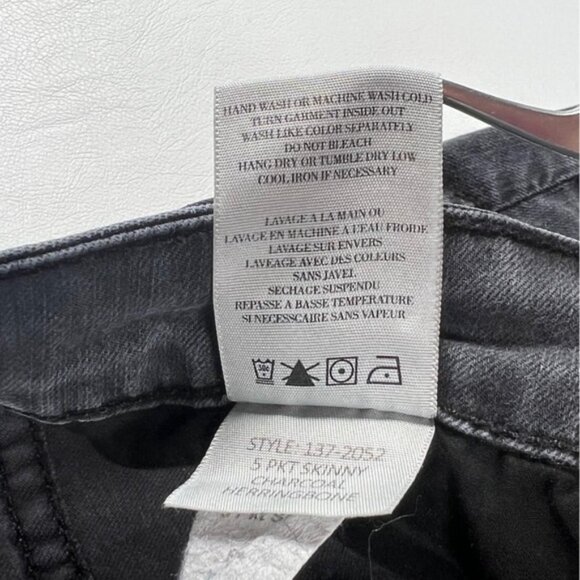 HAND WASH OR MACHINE WASH COLD
TURN GARMENT INSIDE OUT
WASH LIKE COLOR SEPARATELY
DO NOT BLEACH
HANG DRY OR TUMBLE DRY LOW
COOL IRON IF NECESSARY
LAVAGE A LA MAIN OU
LAVAGE EN MACHINE À L'EAU FROIDE
LAVAGE SUR ENVERS
LAVEAGE AVEC DES COULEURS
SANS JAVEL
SECHAGE SUSPENDU
REPASSE A BASSE TEMPERATURE
SI NECESSCAIRE SANS VAPEUR
30c
STYLE: 137-2052
5 PKT SKINNY
CHARCOAL
HERRINGBONE